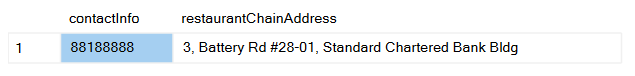 contactInfo restaurantChainAddress
1 88188888 3, Battery Rd #28-01, Standard Chartered Bank Bldg